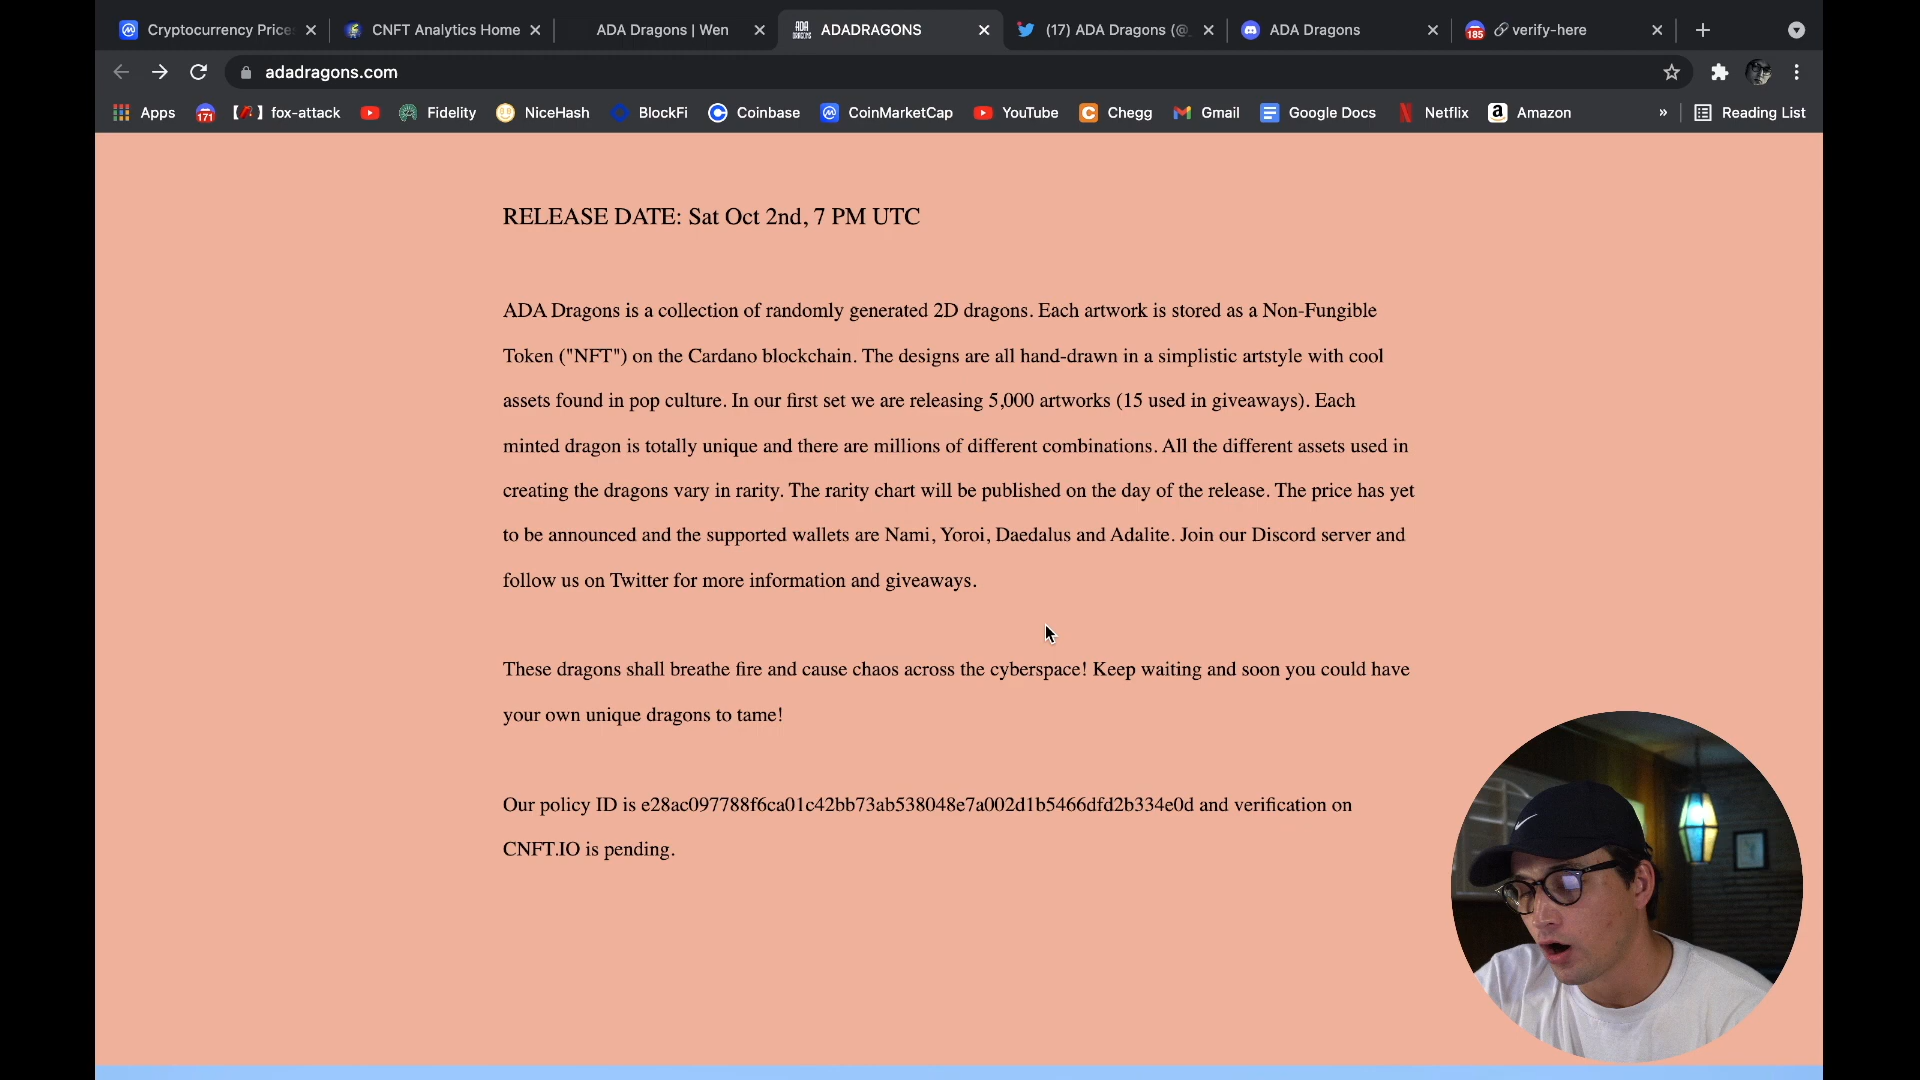 Cryptocurrency Price
CNFT Analytics Home
ADA Dragons | Wen
ADA DRAGONS
ADADRAGONS
(17) ADA Dragons (@
ADA Dragons
185
verify-here
adadragons.com
Apps
171
【 】 fox-attack
Fidelity
NiceHash
BlockFi
Coinbase
CoinMarketCap
YouTube
Chegg
Gmail
Google Docs
Netflix
Amazon
»
Reading List
RELEASE DATE: Sat Oct 2nd, 7 PM UTC
ADA Dragons is a collection of randomly generated 2D dragons. Each artwork is stored as a Non-Fungible
Token ("NFT") on the Cardano blockchain. The designs are all hand-drawn in a simplistic artstyle with cool
assets found in pop culture. In our first set we are releasing 5,000 artworks (15 used in giveaways). Each
minted dragon is totally unique and there are millions of different combinations. All the different assets used in
creating the dragons vary in rarity. The rarity chart will be published on the day of the release. The price has yet
to be announced and the supported wallets are Nami, Yoroi, Daedalus and Adalite. Join our Discord server and
follow us on Twitter for more information and giveaways.
These dragons shall breathe fire and cause chaos across the cyberspace! Keep waiting and soon you could have
your own unique dragons to tame!
Our policy ID is e28ac097788f6ca01c42bb73ab538048e7a002d1b5466dfd2b334e0d and verification on
CNFT.IO is pending.